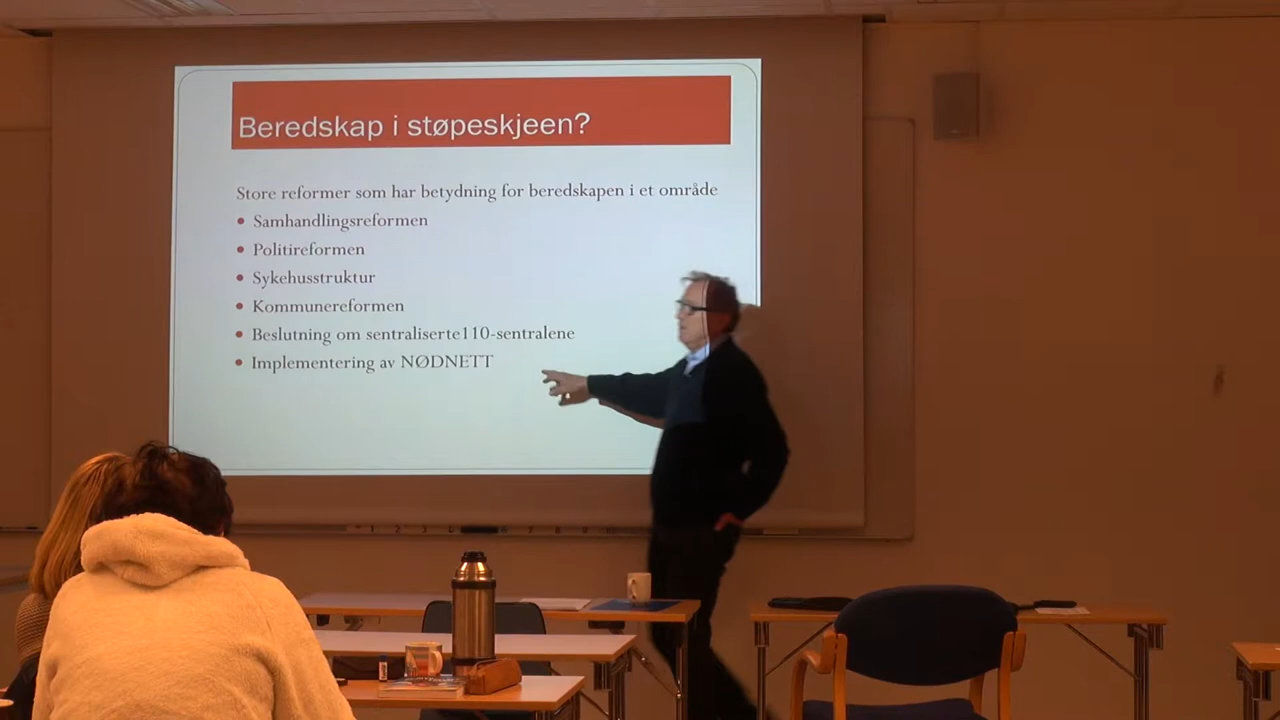 Beredskap i støpeskjeen?
Store reformer som har betydning for beredskapen i et område
• Samhandlingsreformen
• Politireformen
• Sykehusstruktur
• Kommunereformen
• Beslutning om sentraliserte110-sentralene
• Implementering av NØDNETT